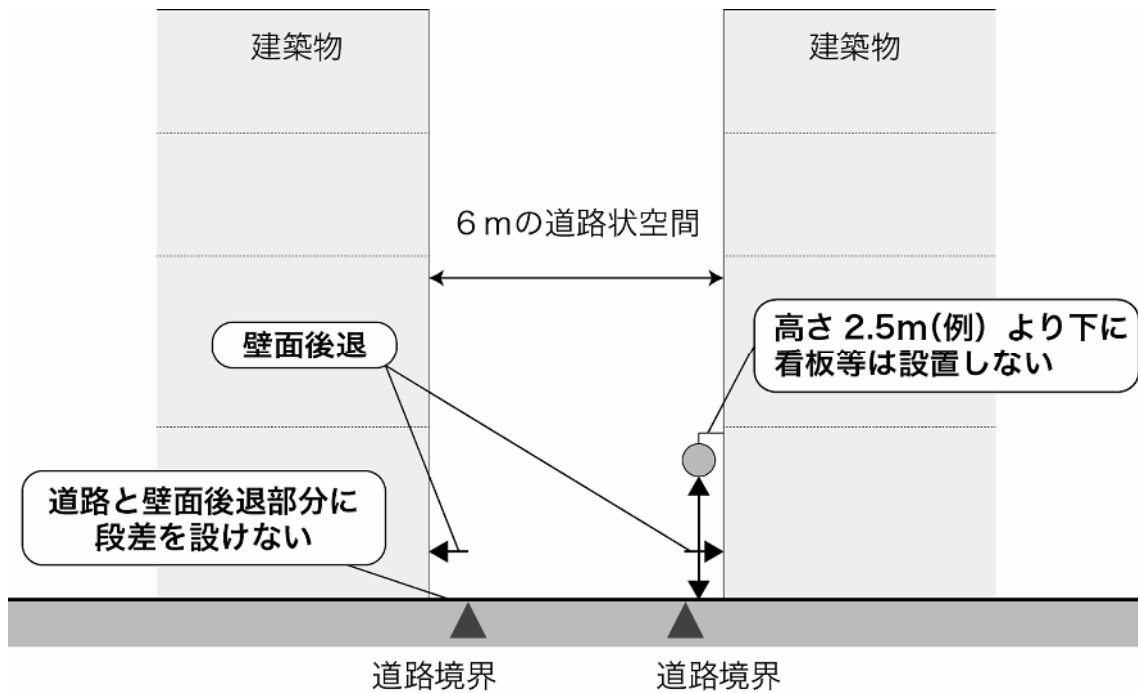 建築物
建築物
6mの道路状空間
壁面後退
高さ 2.5m(例) より下に
看板等は設置しない
道路と壁面後退部分に
段差を設けない
道路境界
道路境界